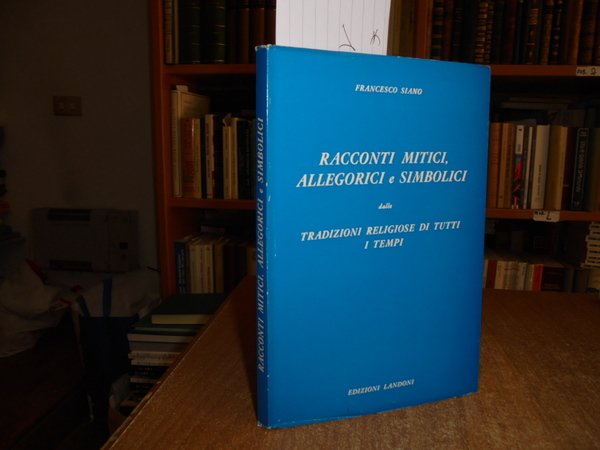 FRANCESCO SIANO
RACCONTI MITICI,
ALLEGORICI e SIMBOLICI
dalle
TRADIZIONI RELIGIOSE DI TUTTI
I TEMPI
EDIZIONI LANDONI
RACCONTI MITICI, ALLEGORICI e SIMBOLICI